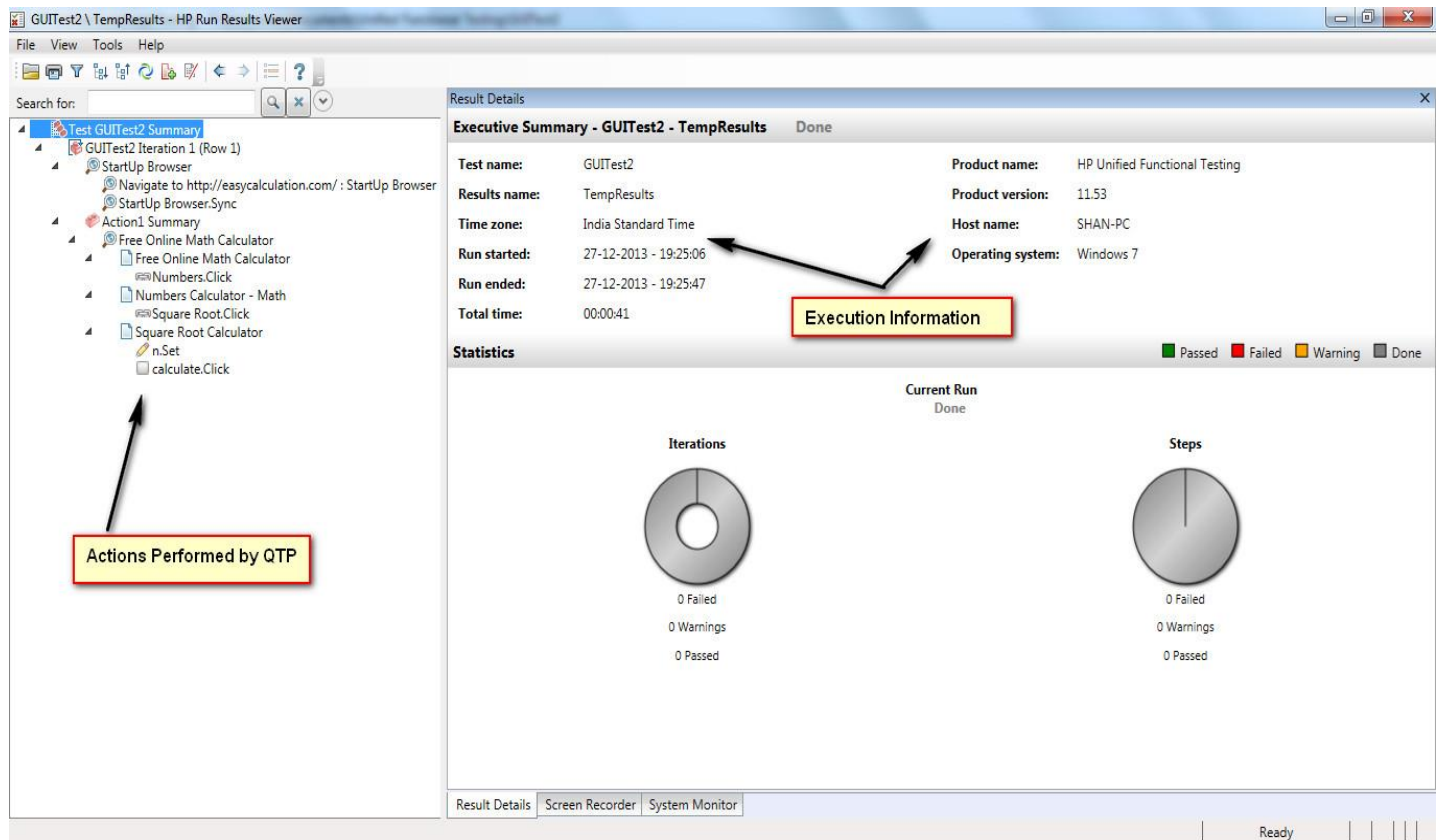 GUITest2 \ TempResults - HP Run Results Viewer
File View Tools Help
Search for:
Test GUITest2 Summary
GUITest2 Iteration 1 (Row 1)
StartUp Browser
Navigate to http://easycalculation.com/ : StartUp Browser
StartUp Browser.Sync
Action1 Summary
Free Online Math Calculator
Free Online Math Calculator
Numbers.Click
Numbers Calculator - Math
Square Root.Click
Square Root Calculator
n.Set
calculate.Click
Actions Performed by QTP
Result Details X
Executive Summary - GUITest2 - TempResults Done
Test name: GUITest2 Product name: HP Unified Functional Testing
Results name: TempResults Product version: 11.53
Time zone: India Standard Time Host name: SHAN-PC
Run started: 27-12-2013 - 19:25:06 Operating system: Windows 7
Run ended: 27-12-2013 - 19:25:47
Total time: 00:00:41
Execution Information
Statistics Passed Failed Warning Done
Current Run
Done
Iterations Steps
0 Failed 0 Failed
0 Warnings 0 Warnings
0 Passed 0 Passed
Result Details Screen Recorder System Monitor
Ready